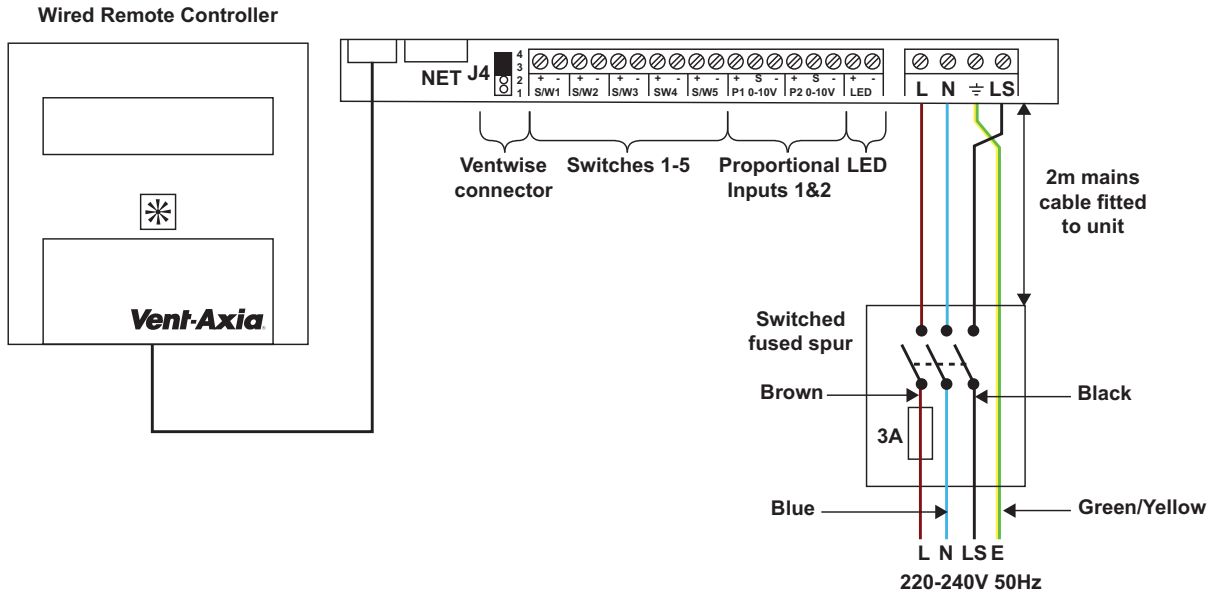 Wired Remote Controller
Vent-Axia
NET
J4
4
3
2
1
+ - + - + - + - + - + S - + S - + -
S/W1 S/W2 S/W3 SW4 S/W5 P1 0-10V P2 0-10V LED
L N ⏚ LS
Ventwise
connector
Switches 1-5
Proportional
Inputs 1&2
LED
2m mains
cable fitted
to unit
Switched
fused spur
Brown
Black
3A
Blue
Green/Yellow
L N LS E
220-240V 50Hz